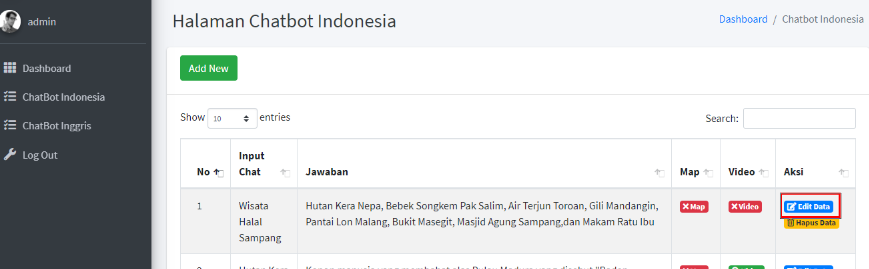 admin
Halaman Chatbot Indonesia
Dashboard / Chatbot Indonesia
Dashboard
ChatBot Indonesia
ChatBot Inggris
Log Out
Add New
Show 10 entries
Search:
No
Input Chat
Jawaban
Map
Video
Aksi
1
Wisata
Halal
Sampang
Hutan Kera Nepa, Bebek Songkem Pak Salim, Air Terjun Toroan, Gili Mandangin,
Pantai Lon Malang, Bukit Masegit, Masjid Agung Sampang,dan Makam Ratu Ibu
Map
Video
Edit Data
Hapus Data